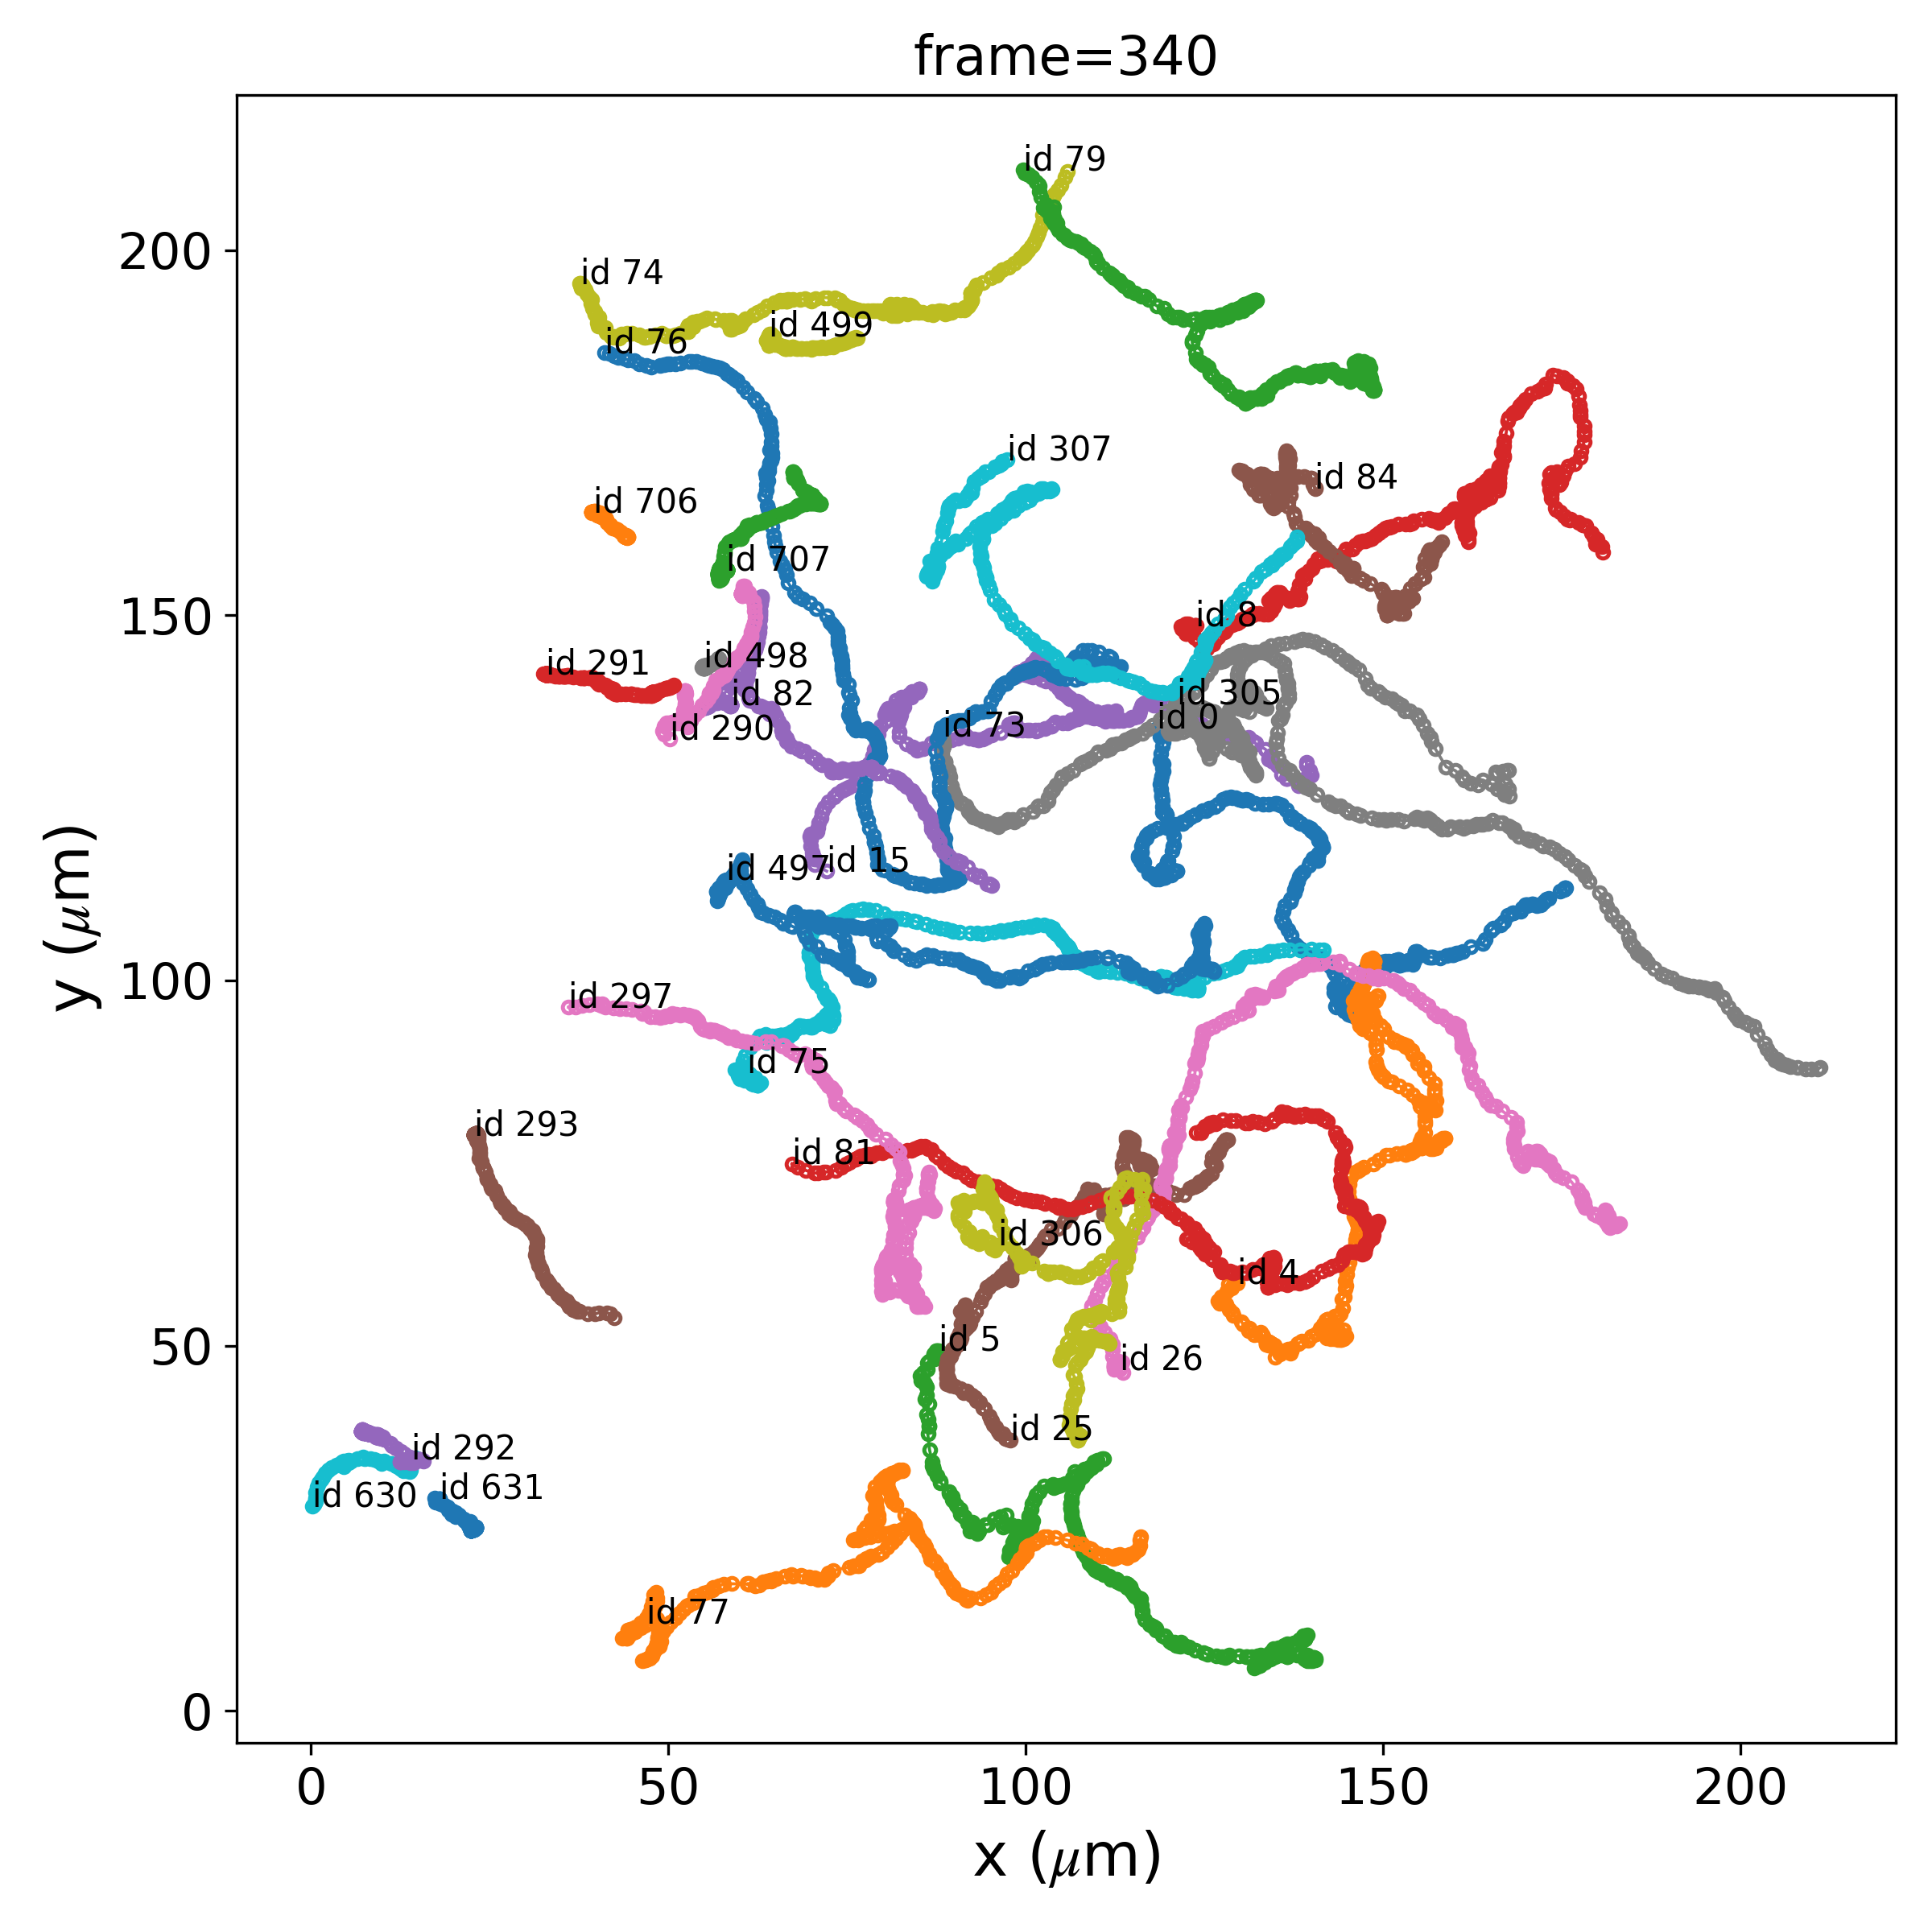 frame=340
id 79
id 74
id 499
id 76
id 307
id 84
id 706
id 707
id 8
id 498
id 291
id 82
id 305
id 290
id 73
id 0
id 497
id 15
id 297
id 75
id 293
id 81
id 306
id 4
id 5
id 26
id 25
id 292
id 631
id 630
id 77
200
150
100
50
0
0 50 100 150 200
y (μm)
x (μm)